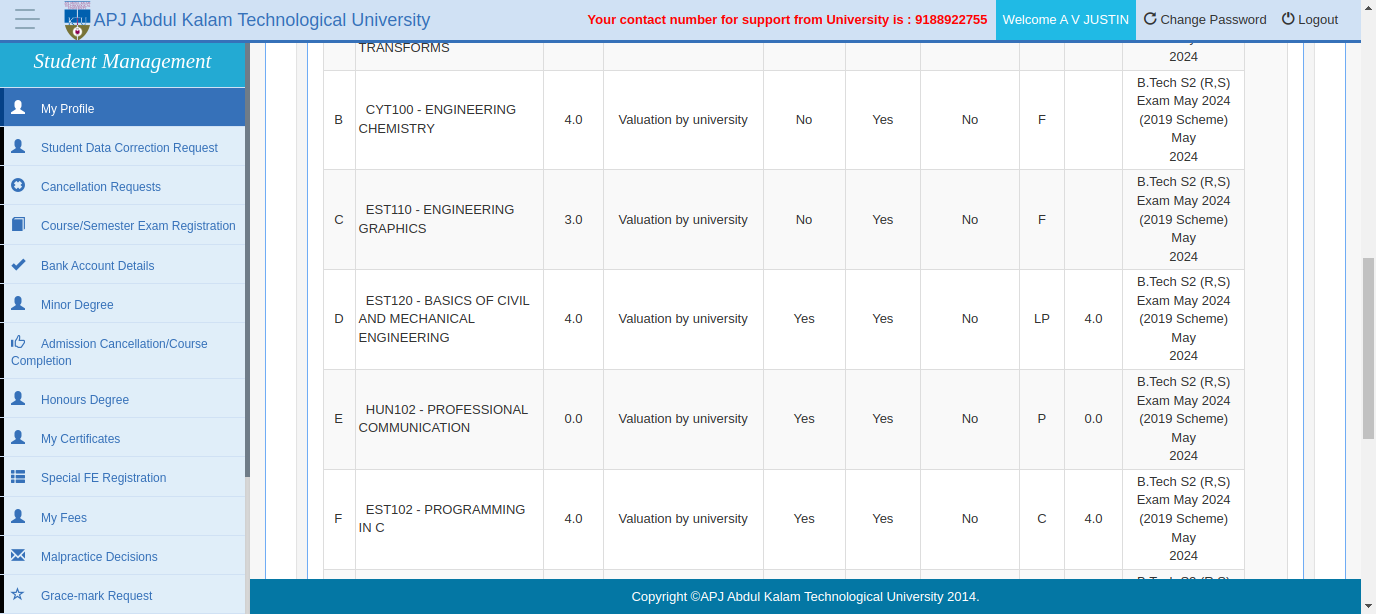 APJ Abdul Kalam Technological University
Your contact number for support from University is : 9188922755
Welcome A V JUSTIN
Change Password
Logout
Student Management
My Profile
Student Data Correction Request
Cancellation Requests
Course/Semester Exam Registration
Bank Account Details
Minor Degree
Admission Cancellation/Course
Completion
Honours Degree
My Certificates
Special FE Registration
My Fees
Malpractice Decisions
Grace-mark Request
TRANSFORMS
2024
B
CYT100 - ENGINEERING
CHEMISTRY
4.0
Valuation by university
No
Yes
No
F
B.Tech S2 (R,S)
Exam May 2024
(2019 Scheme)
May
2024
C
EST110 - ENGINEERING
GRAPHICS
3.0
Valuation by university
No
Yes
No
F
B.Tech S2 (R,S)
Exam May 2024
(2019 Scheme)
May
2024
D
EST120 - BASICS OF CIVIL
AND MECHANICAL
ENGINEERING
4.0
Valuation by university
Yes
Yes
No
LP
4.0
B.Tech S2 (R,S)
Exam May 2024
(2019 Scheme)
May
2024
E
HUN102 - PROFESSIONAL
COMMUNICATION
0.0
Valuation by university
Yes
Yes
No
P
0.0
B.Tech S2 (R,S)
Exam May 2024
(2019 Scheme)
May
2024
F
EST102 - PROGRAMMING
IN C
4.0
Valuation by university
Yes
Yes
No
C
4.0
B.Tech S2 (R,S)
Exam May 2024
(2019 Scheme)
May
2024
Copyright ©APJ Abdul Kalam Technological University 2014.